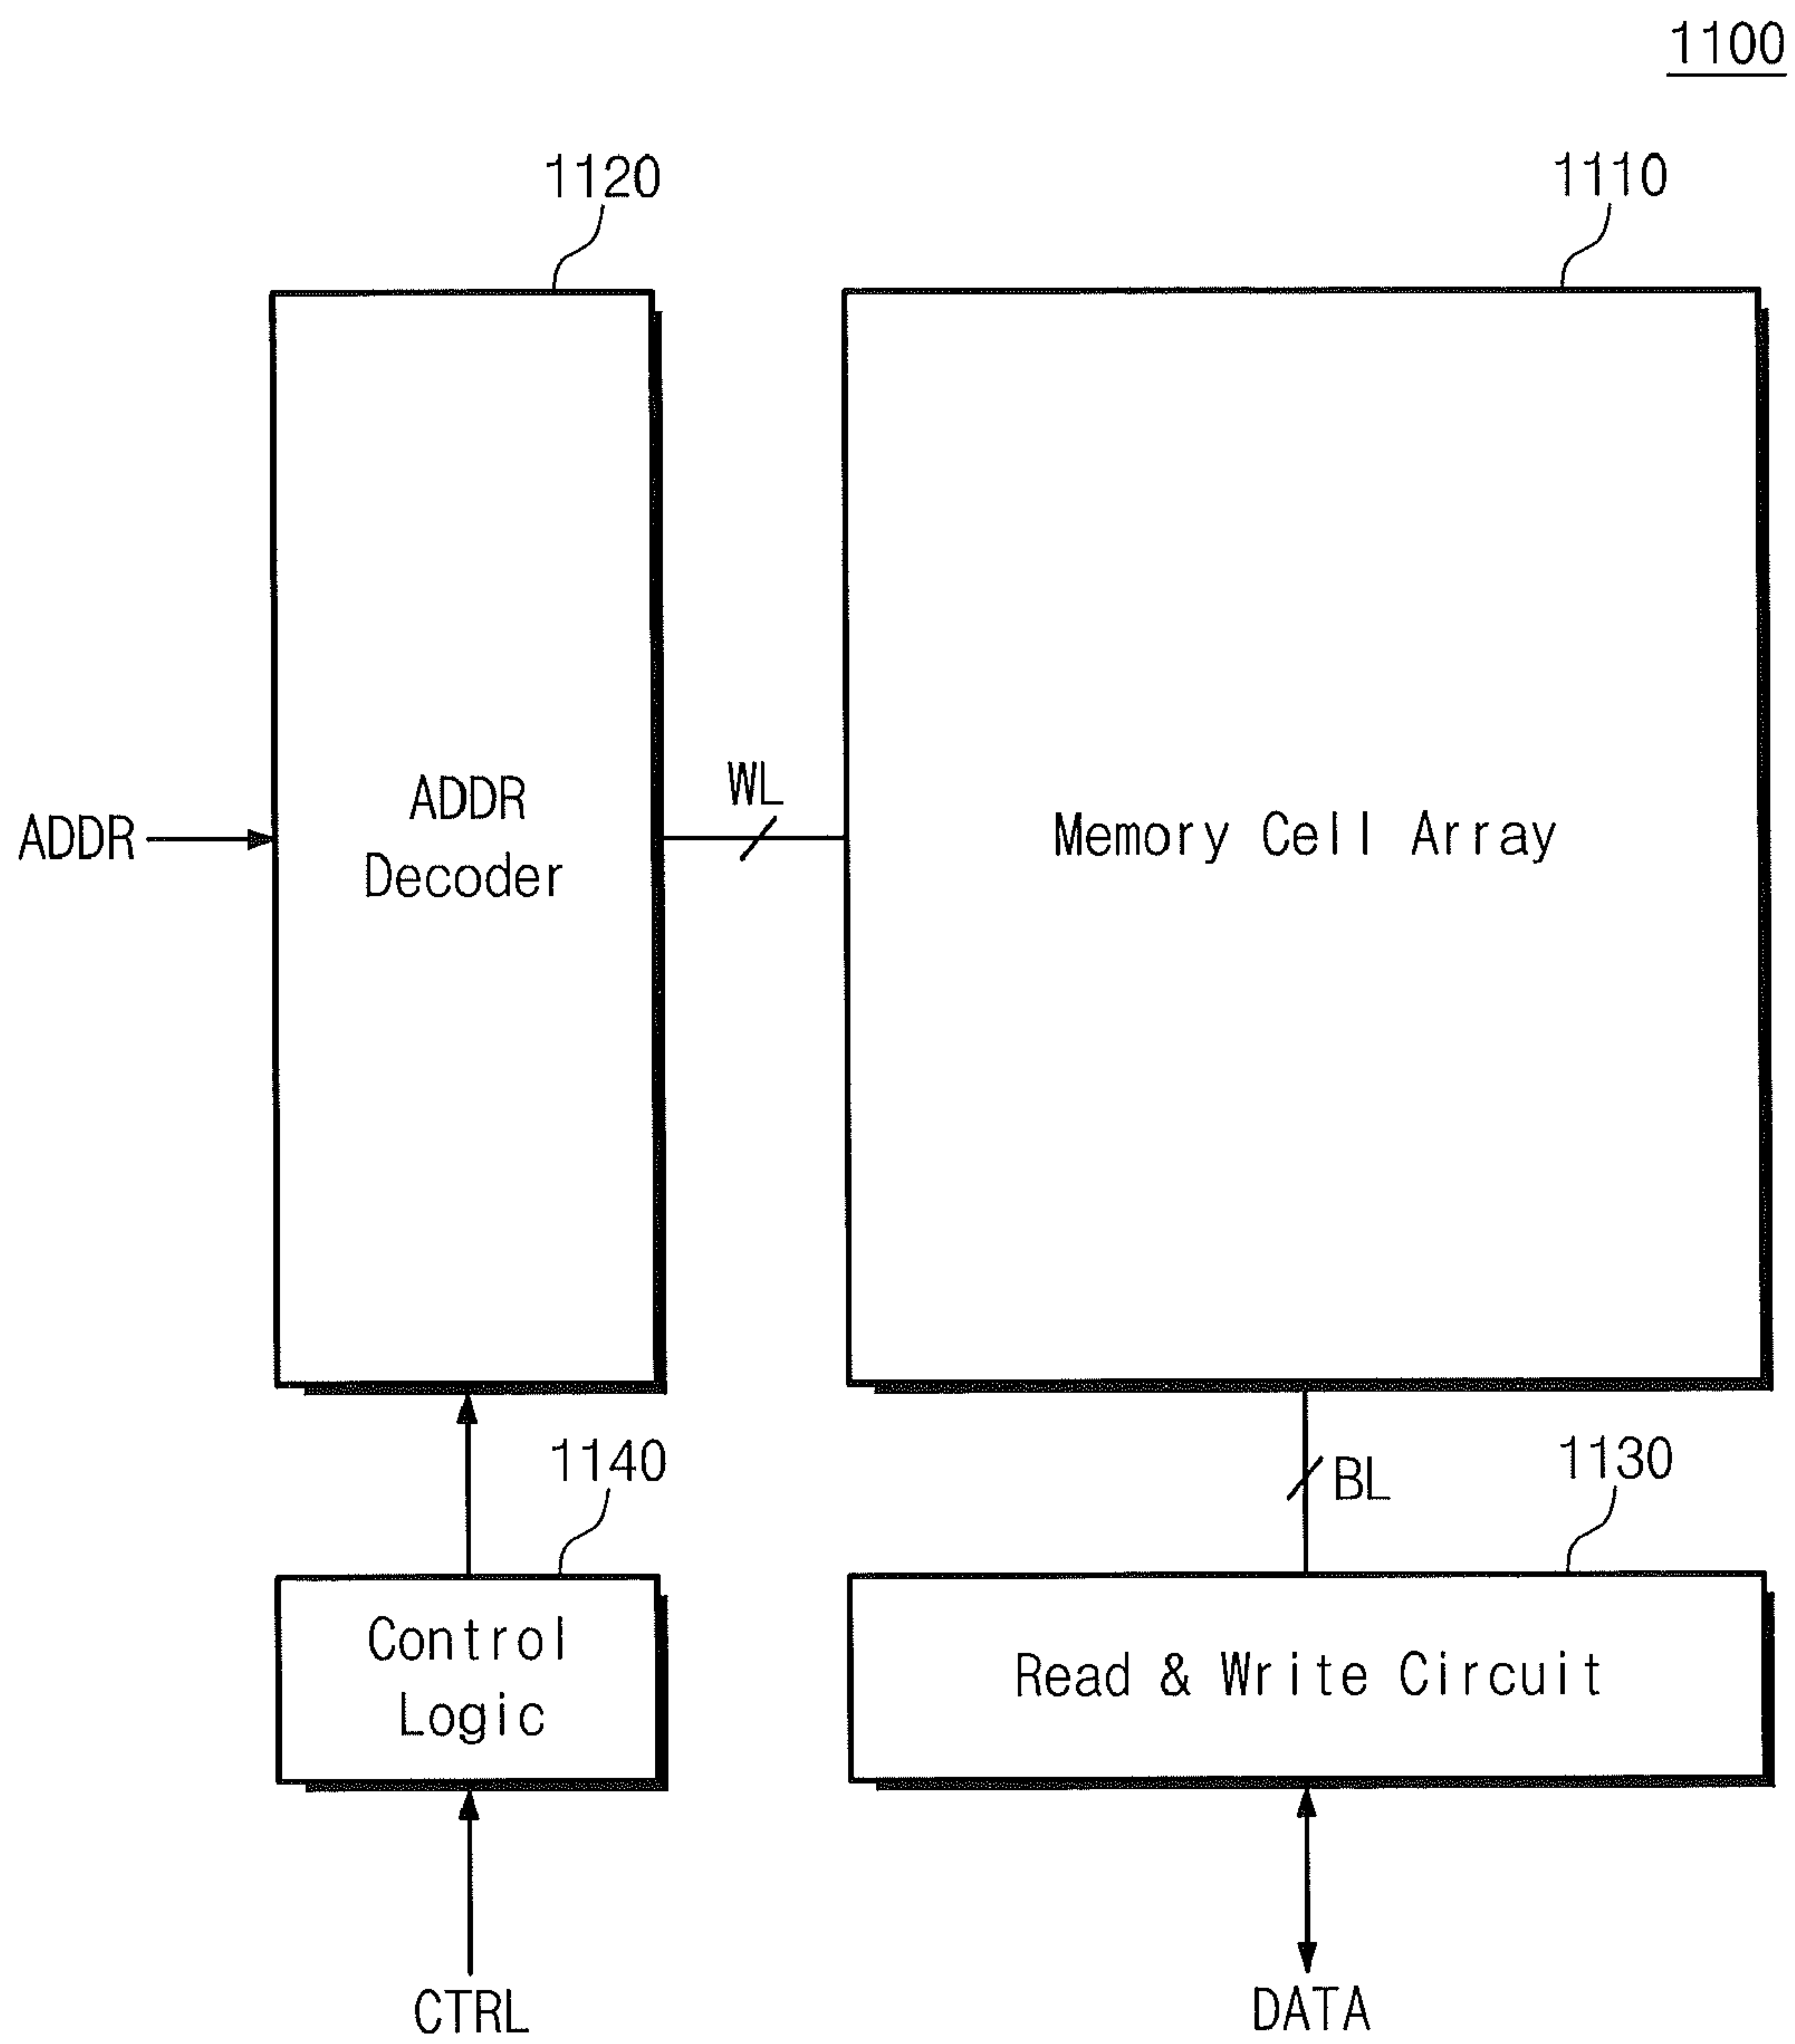 1100
1120
1110
ADDR
ADDR
Decoder
WL
Memory Cell Array
1140
BL
1130
Control
Logic
Read & Write Circuit
CTRL
DATA